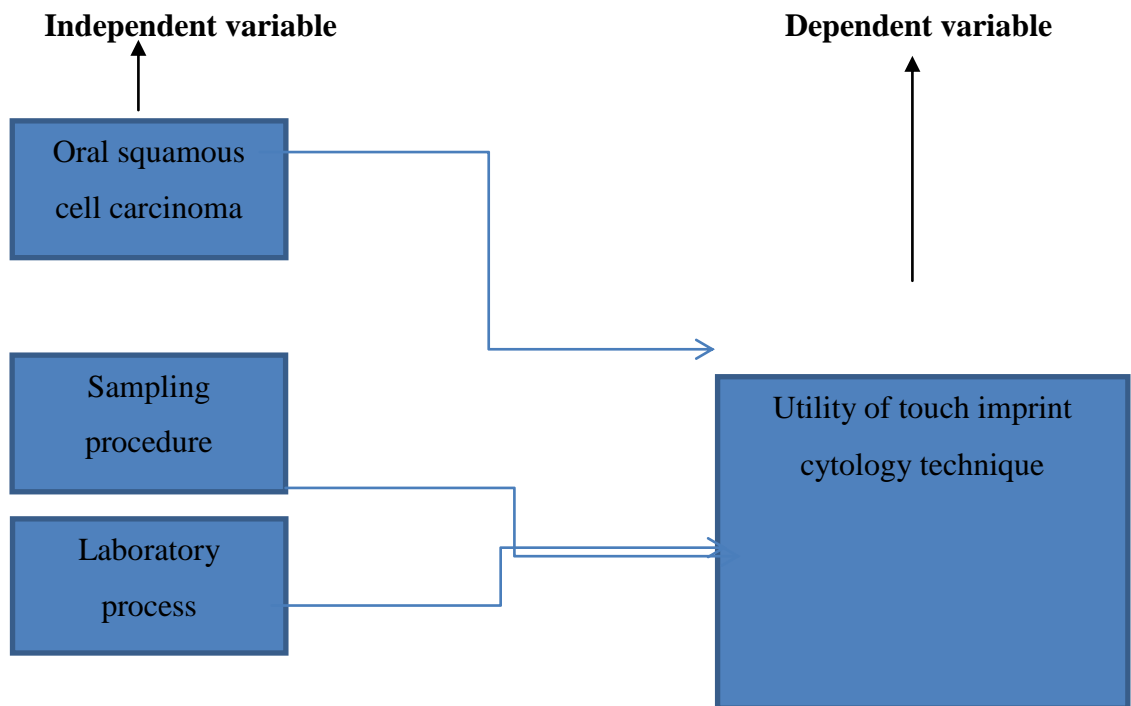 Independent variable
Dependent variable
Oral squamous
cell carcinoma
Sampling
procedure
Laboratory
process
Utility of touch imprint
cytology technique